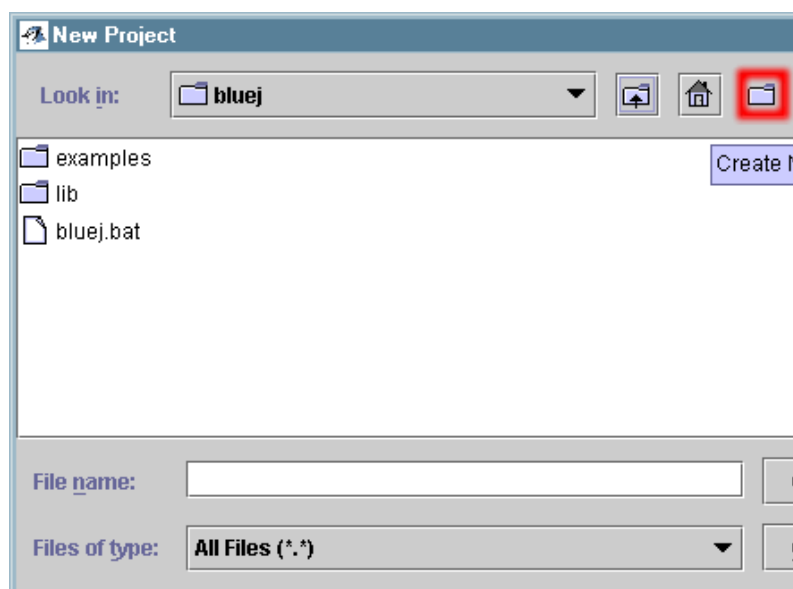 New Project
Look in:
bluej
examples
Create
lib
bluej.bat
File name:
Files of type:
All Files (*.*)